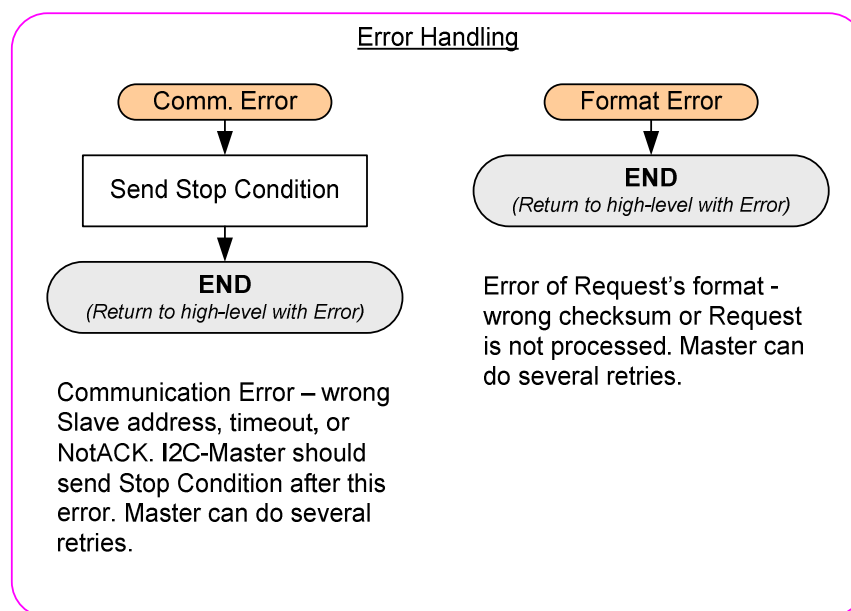 Error Handling
Comm. Error
Send Stop Condition
END
(Return to high-level with Error)
Communication Error – wrong
Slave address, timeout, or
NotACK. I2C-Master should
send Stop Condition after this
error. Master can do several
retries.
Format Error
END
(Return to high-level with Error)
Error of Request's format -
wrong checksum or Request
is not processed. Master can
do several retries.